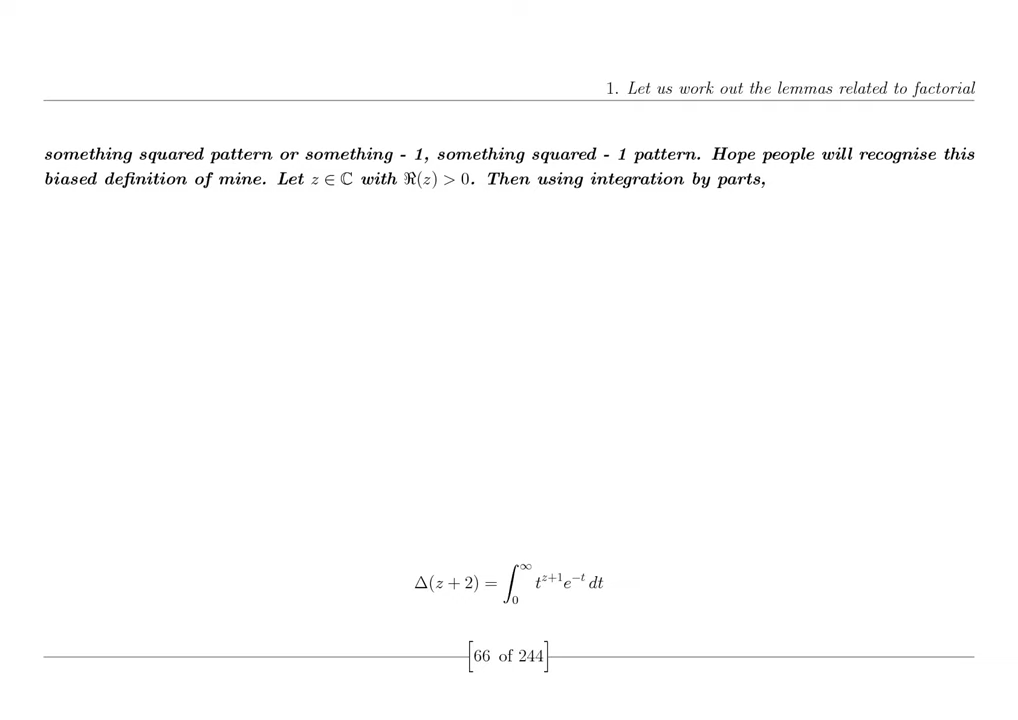 1. Let us work out the lemmas related to factorial
something squared pattern or something - 1, something squared - 1 pattern. Hope people will recognise this
biased definition of mine. Let z ∈ ℂ with ℜ(z) > 0. Then using integration by parts,
Δ(z + 2) = ∫₀^∞ t^{z+1} e^{−t} dt
[66 of 244]